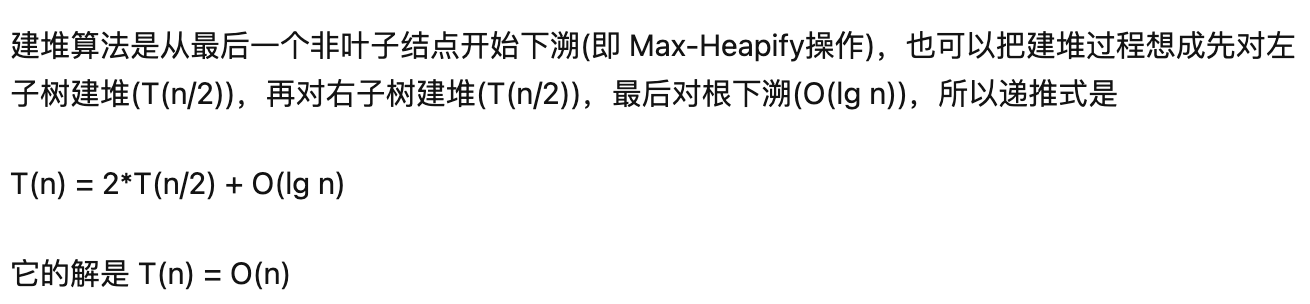 建堆算法是从最后一个非叶子结点开始下溯(即 Max-Heapify操作)，也可以把建堆过程想成先对左
子树建堆(T(n/2))，再对右子树建堆(T(n/2))，最后对根下溯(O(lg n))，所以递推式是
T(n) = 2*T(n/2) + O(lg n)
它的解是 T(n) = O(n)